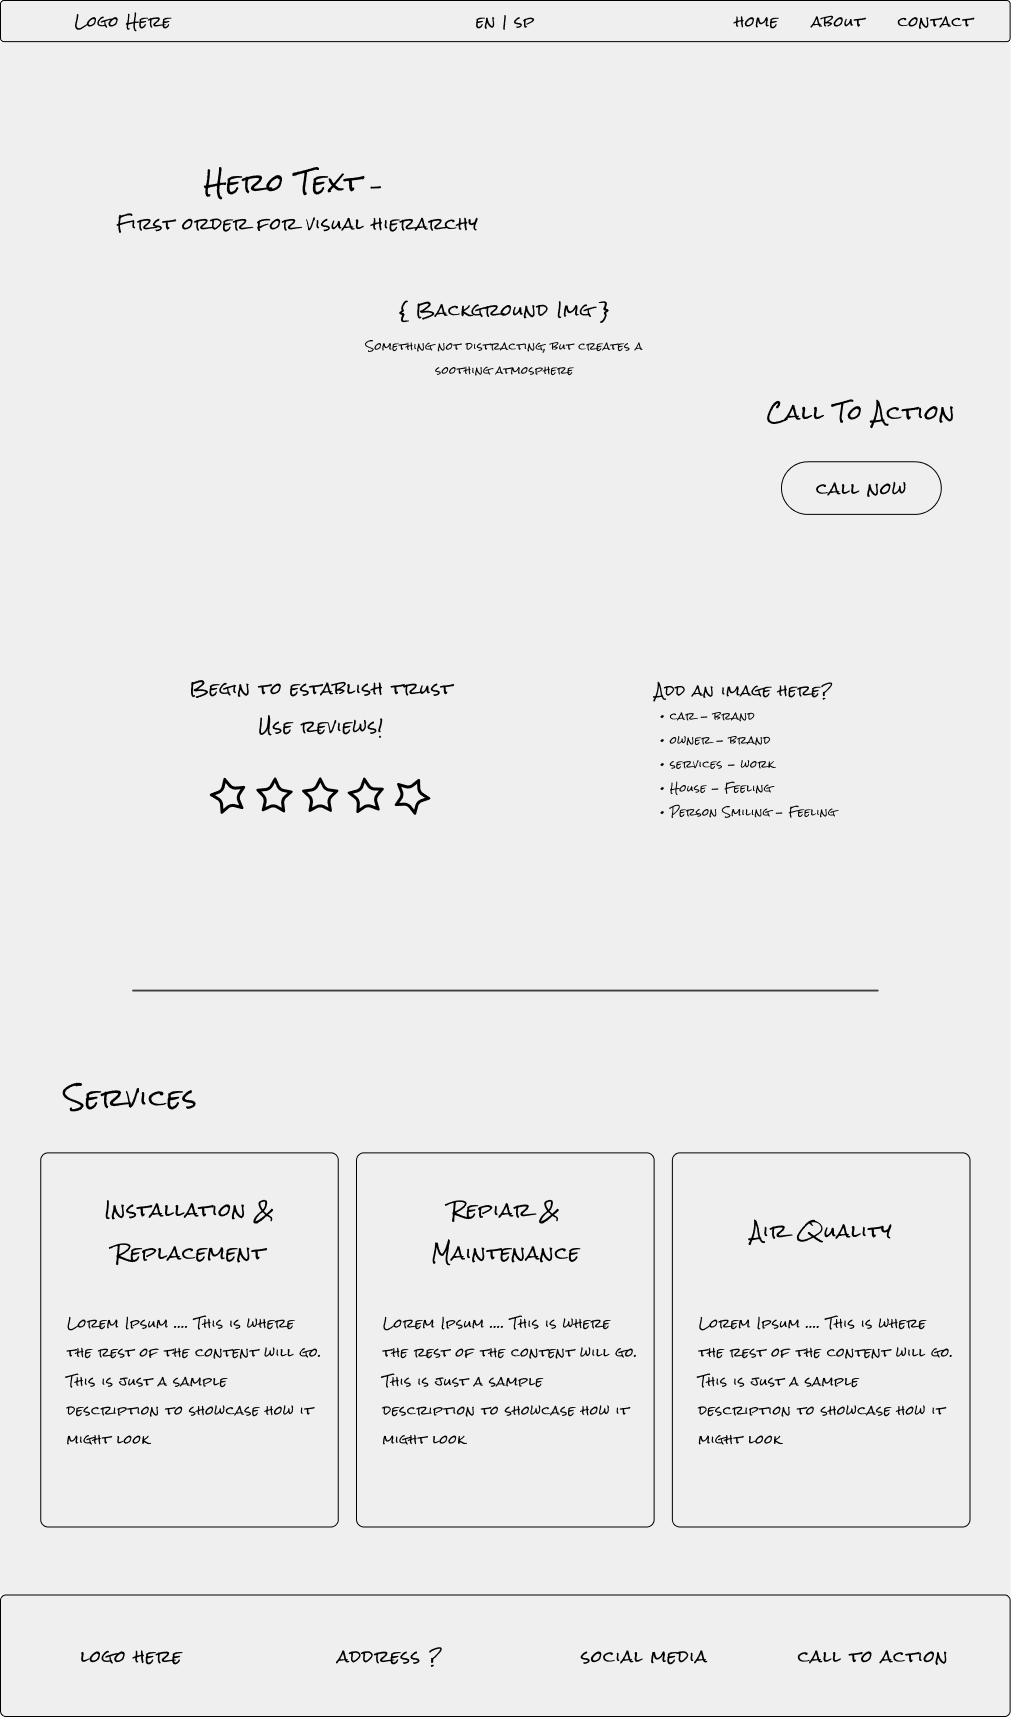 Logo Here
EN | SP
Home
About
Contact
Hero Text -
First order for visual hierarchy
{ Background Img }
Something not distracting, but creates a
soothing atmosphere
Call To Action
Call Now
Begin to establish trust
Use reviews!
Add an image here?
• car - brand
• owner - brand
• services - work
• House - Feeling
• Person Smiling - Feeling
Services
Installation &
Replacement
Lorem Ipsum .... This is where
the rest of the content will go.
This is just a sample
description to showcase how it
might look
Repiar &
Maintenance
Lorem Ipsum .... This is where
the rest of the content will go.
This is just a sample
description to showcase how it
might look
Air Quality
Lorem Ipsum .... This is where
the rest of the content will go.
This is just a sample
description to showcase how it
might look
logo here
address ?
social media
call to action